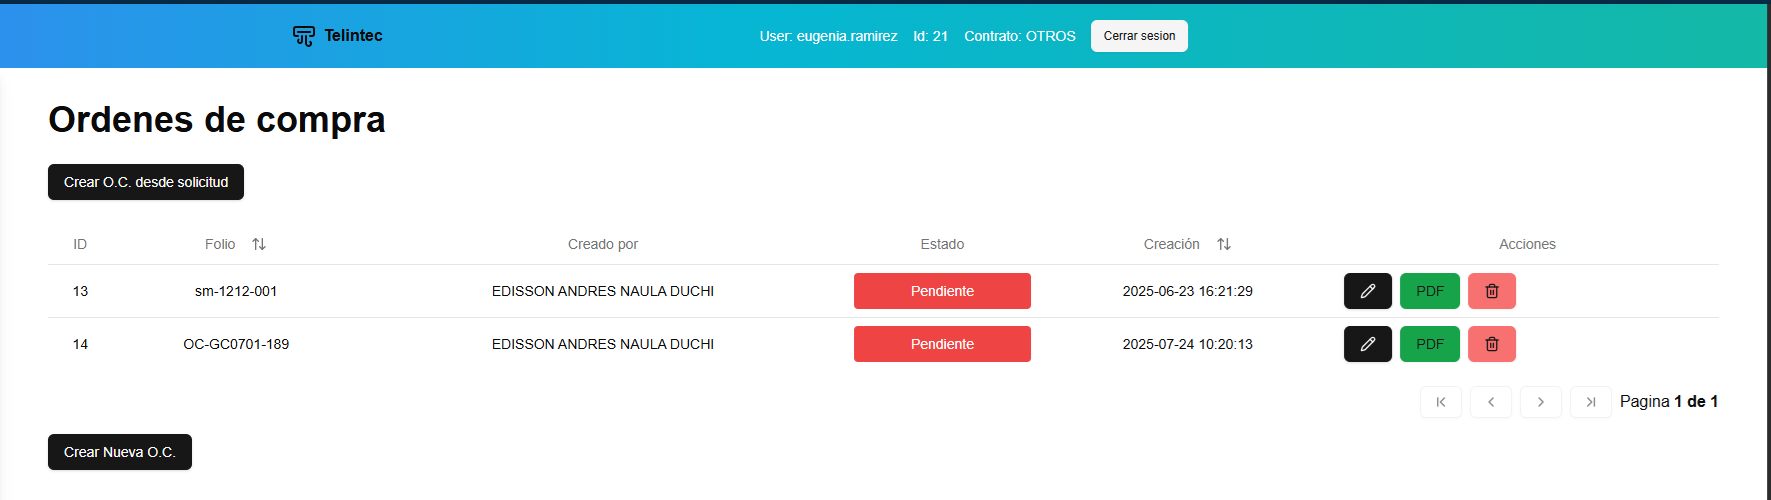 Telintec User: eugenia.ramirez Id: 21 Contrato: OTROS Cerrar sesion
Ordenes de compra
Crear O.C. desde solicitud
ID Folio Creado por Estado Creación Acciones
13 sm-1212-001 EDISSON ANDRES NAULA DUCHI Pendiente 2025-06-23 16:21:29 PDF
14 OC-GC0701-189 EDISSON ANDRES NAULA DUCHI Pendiente 2025-07-24 10:20:13 PDF
Pagina 1 de 1
Crear Nueva O.C.